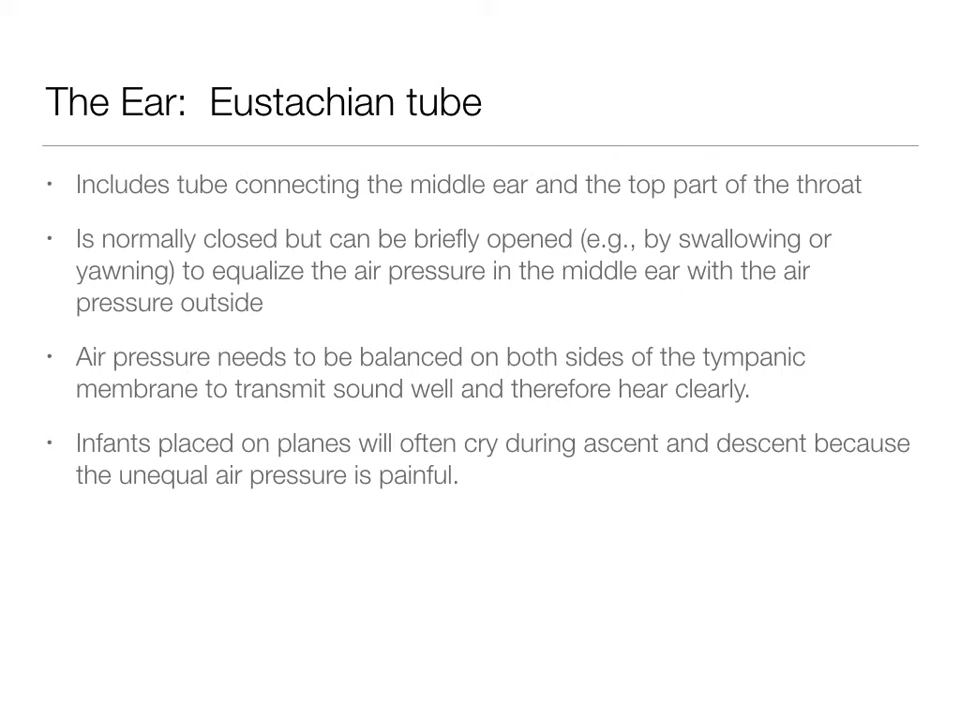 The Ear:  Eustachian tube
• Includes tube connecting the middle ear and the top part of the throat
• Is normally closed but can be briefly opened (e.g., by swallowing or
yawning) to equalize the air pressure in the middle ear with the air
pressure outside
• Air pressure needs to be balanced on both sides of the tympanic
membrane to transmit sound well and therefore hear clearly.
• Infants placed on planes will often cry during ascent and descent because
the unequal air pressure is painful.